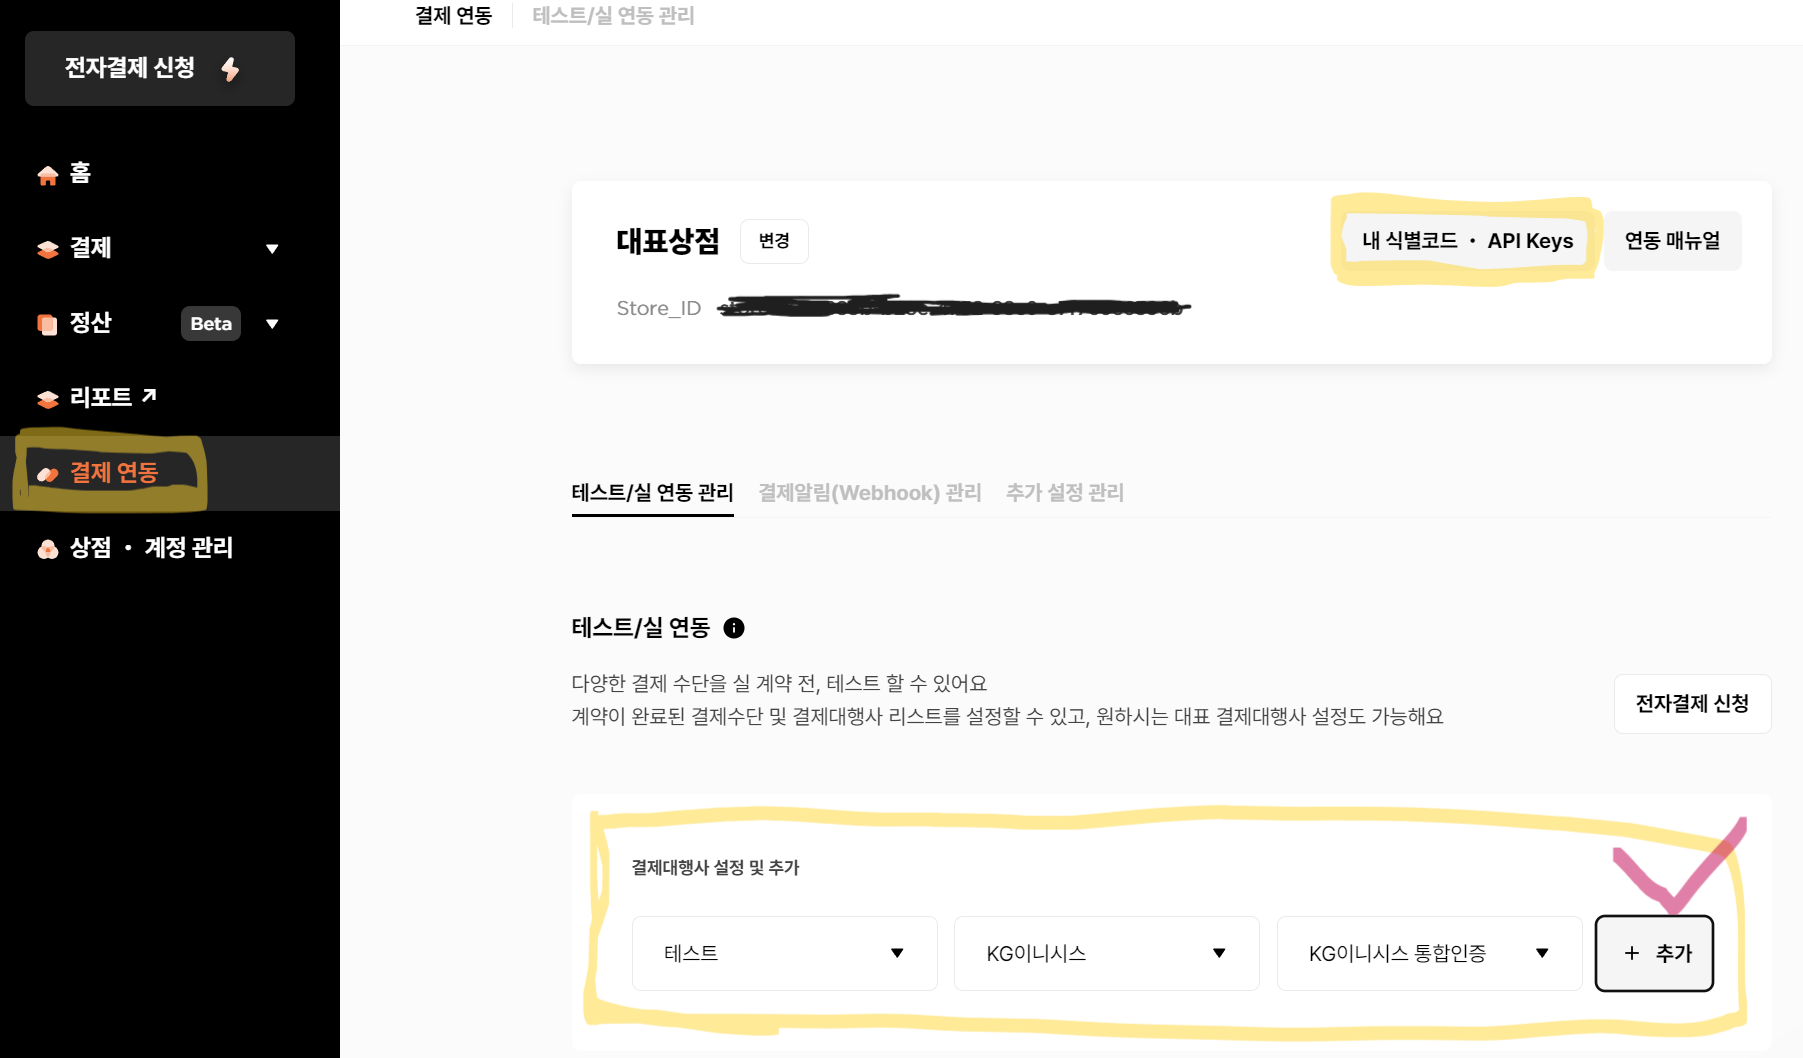 전자결제 신청
홈
결제
정산 Beta
리포트
결제 연동
상점 · 계정 관리
결제 연동 테스트/실 연동 관리
대표상점 변경 내 식별코드 · API Keys 연동 매뉴얼
Store_ID
테스트/실 연동 관리 결제알림(Webhook) 관리 추가 설정 관리
테스트/실 연동
다양한 결제 수단을 실 계약 전, 테스트 할 수 있어요
계약이 완료된 결제수단 및 결제대행사 리스트를 설정할 수 있고, 원하시는 대표 결제대행사 설정도 가능해요
전자결제 신청
결제대행사 설정 및 추가
테스트 KG이니시스 KG이니시스 통합인증 + 추가